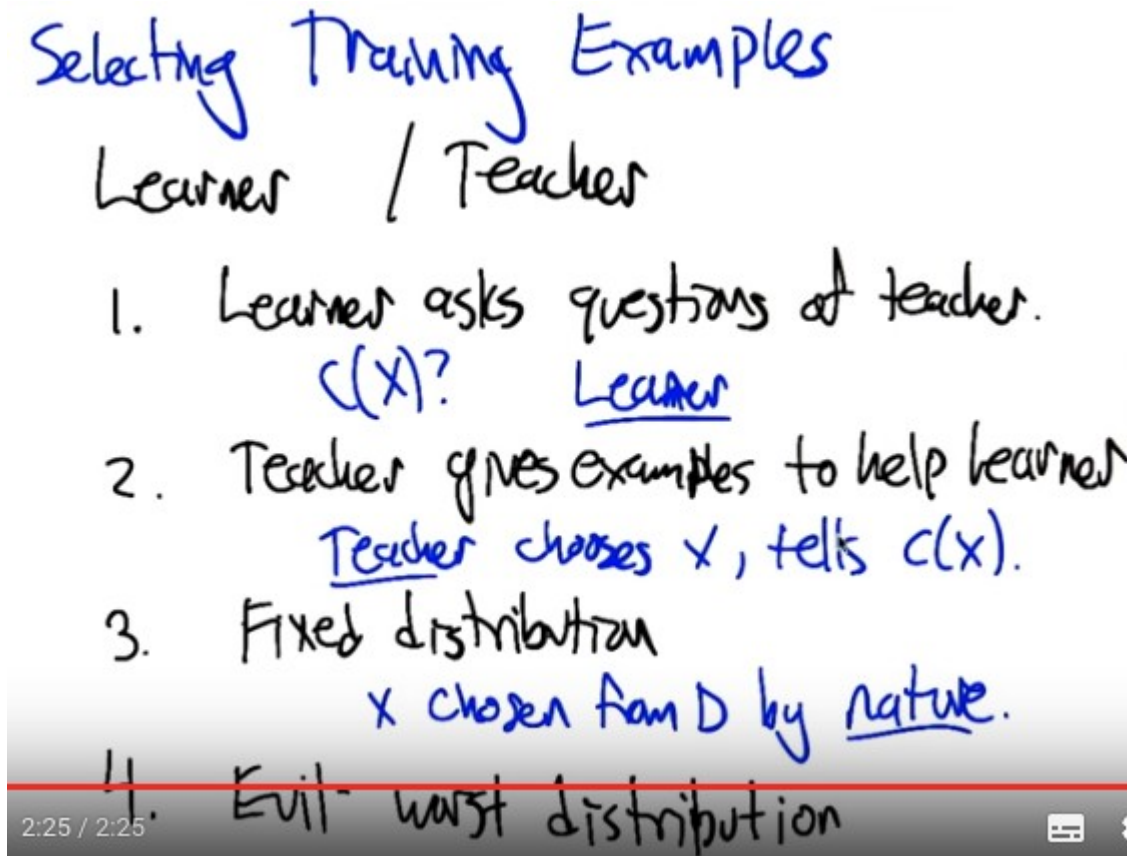 Selecting Training Examples
Learner / Teacher
1. Learner asks questions of teacher.
c(x)? Learner
2. Teacher gives examples to help learner
Teacher chooses x, tells c(x).
3. Fixed distribution
x chosen from D by nature.
4. Evil- worst distribution
2:25 / 2:25